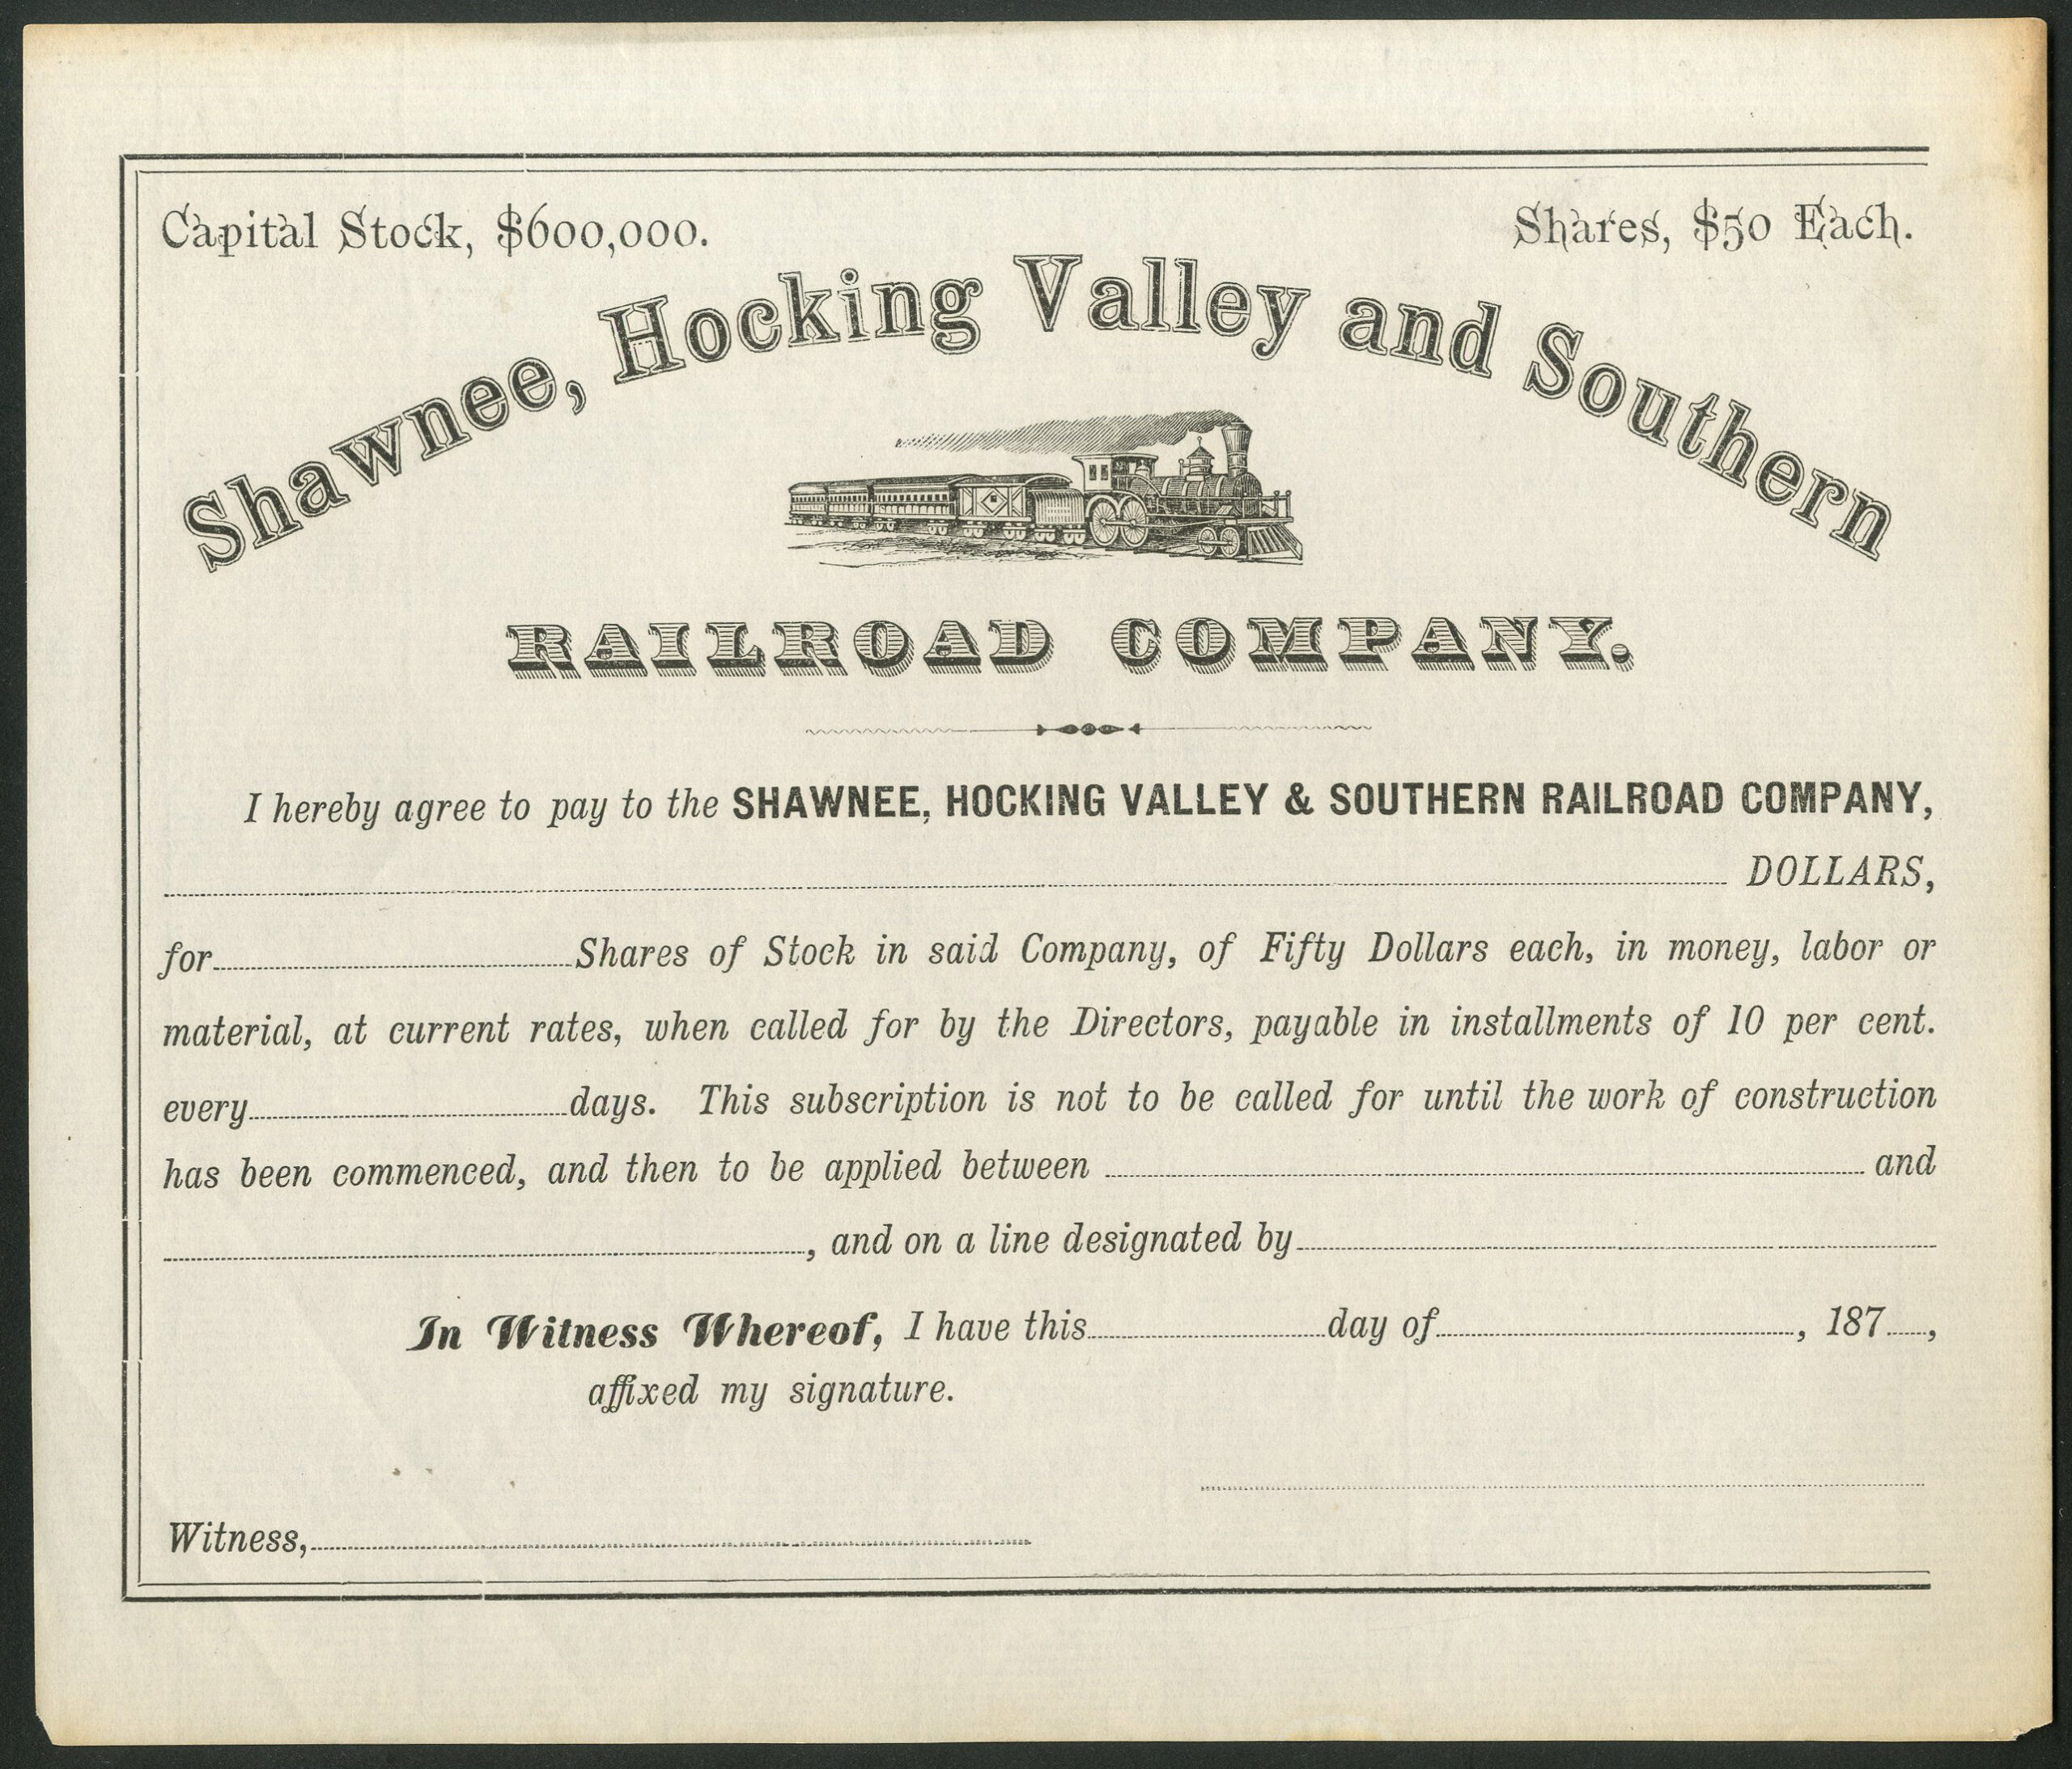 Capital Stock, $600,000.
Shares, $50 Each.
Shawnee, Hocking Valley and Southern
RAILROAD COMPANY.
I hereby agree to pay to the SHAWNEE, HOCKING VALLEY & SOUTHERN RAILROAD COMPANY,
DOLLARS,
for Shares of Stock in said Company, of Fifty Dollars each, in money, labor or
material, at current rates, when called for by the Directors, payable in installments of 10 per cent.
every days. This subscription is not to be called for until the work of construction
has been commenced, and then to be applied between and
, and on a line designated by
In Witness Whereof, I have this day of , 187 ,
affixed my signature.
Witness,